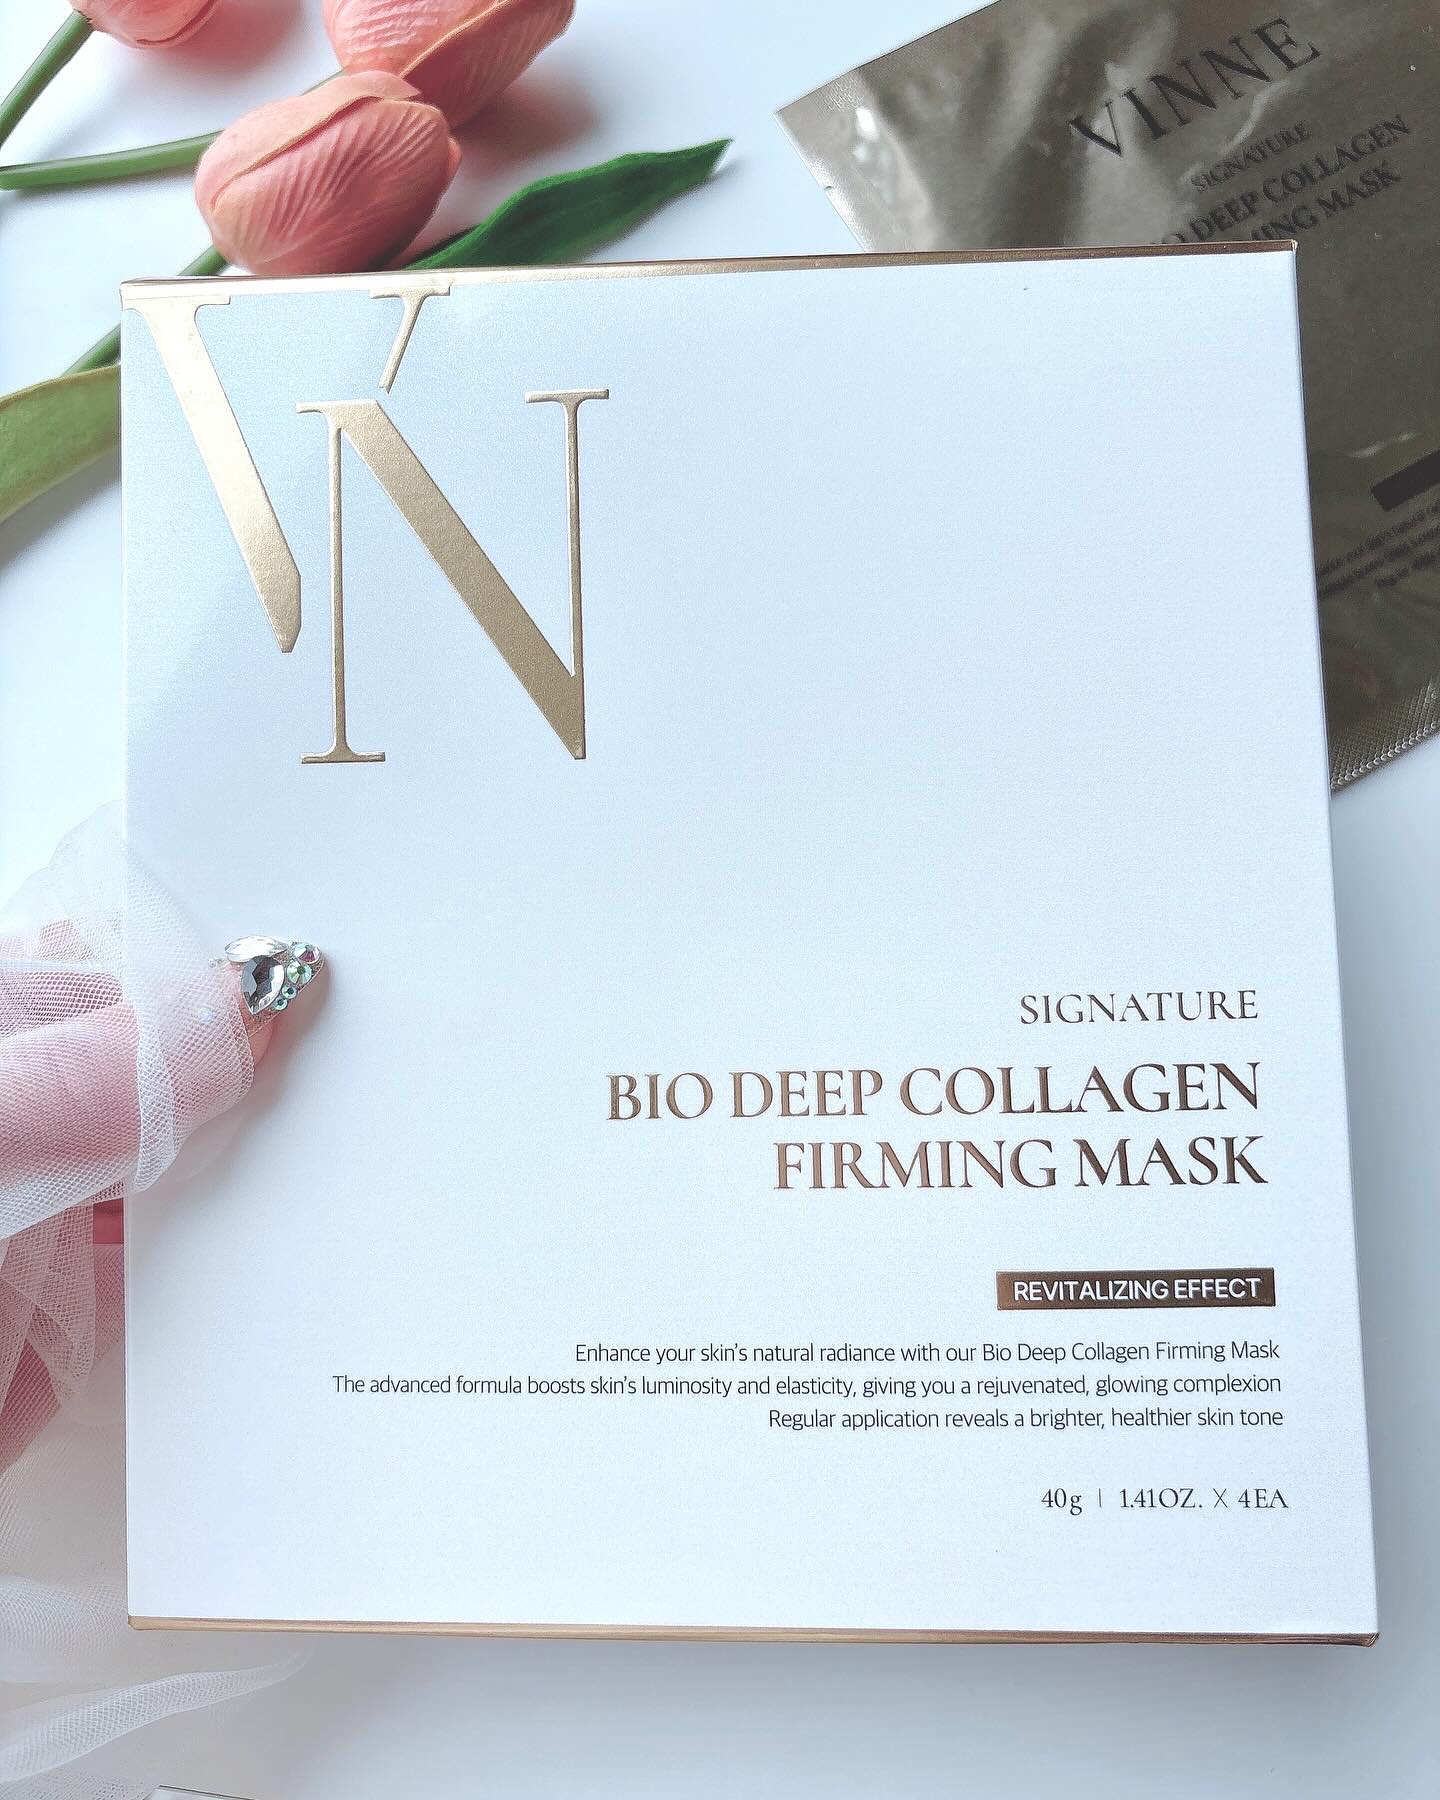 VINNE
SIGNATURE
DEEP COLLAGEN
MASK
VN
SIGNATURE
BIO DEEP COLLAGEN
FIRMING MASK
REVITALIZING EFFECT
Enhance your skin's natural radiance with our Bio Deep Collagen Firming Mask
The advanced formula boosts skin's luminosity and elasticity, giving you a rejuvenated, glowing complexion
Regular application reveals a brighter, healthier skin tone
40g | 1.41OZ. X 4EA